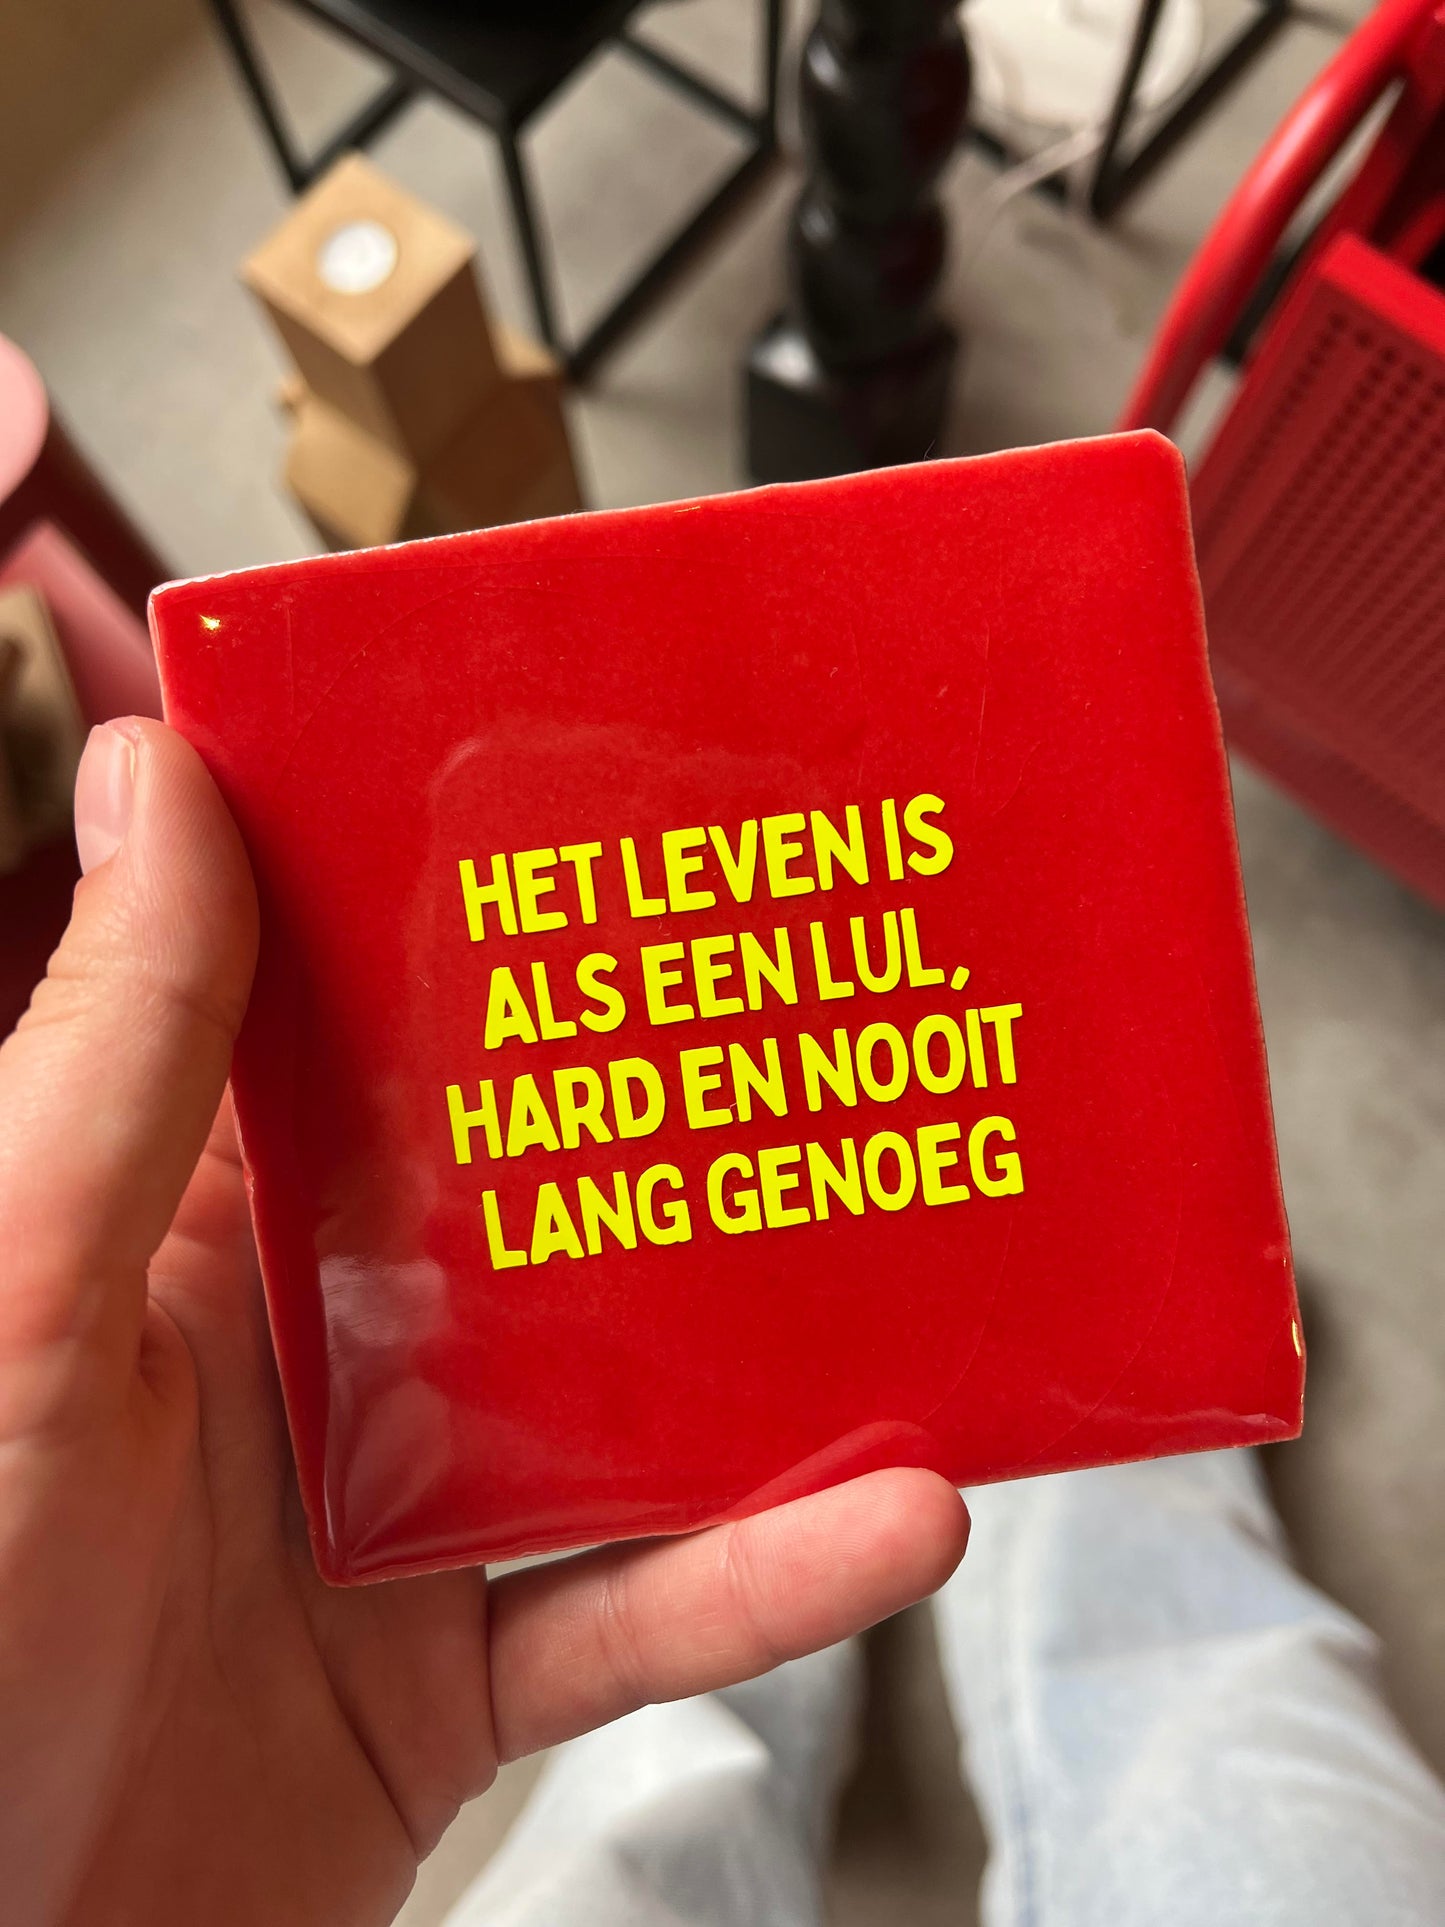 HET LEVEN IS
ALS EEN LUL,
HARD EN NOOIT
LANG GENOEG